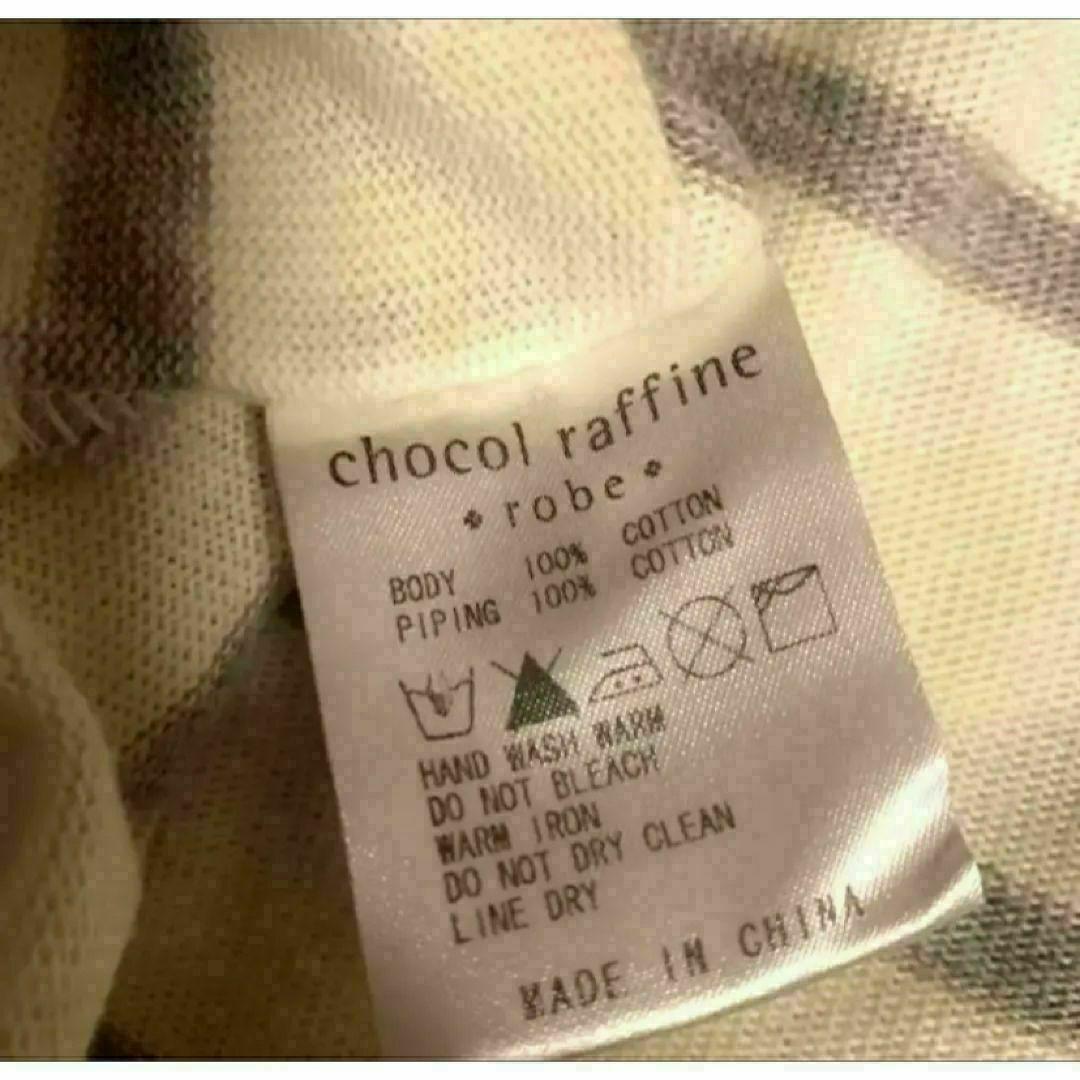 chocol raffine
robe
BODY 100% COTTON
PIPING 100% COTTON
HAND WASH WARM
DO NOT BLEACH
WARM IRON
DO NOT DRY CLEAN
LINE DRY
MADE IN CHINA